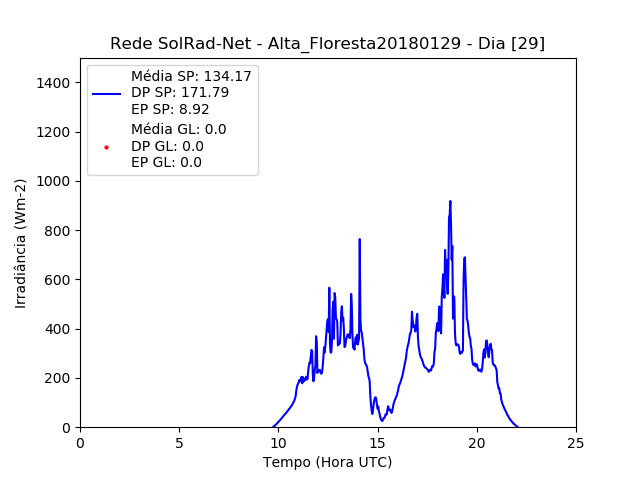 Rede SolRad-Net - Alta_Floresta20180129 - Dia [29]
Média SP: 134.17
DP SP: 171.79
EP SP: 8.92
Média GL: 0.0
DP GL: 0.0
EP GL: 0.0
Irradiância (Wm-2)
1400
1200
1000
800
600
400
200
0
0 5 10 15 20 25
Tempo (Hora UTC)